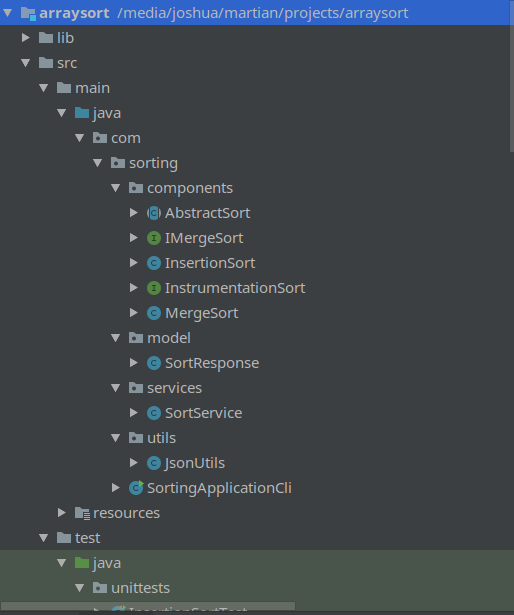 arraysort /media/joshua/martian/projects/arraysort
lib
src
main
java
com
sorting
components
AbstractSort
IMergeSort
InsertionSort
InstrumentationSort
MergeSort
model
SortResponse
services
SortService
utils
JsonUtils
SortingApplicationCli
resources
test
java
unittests
InsertionSortTest